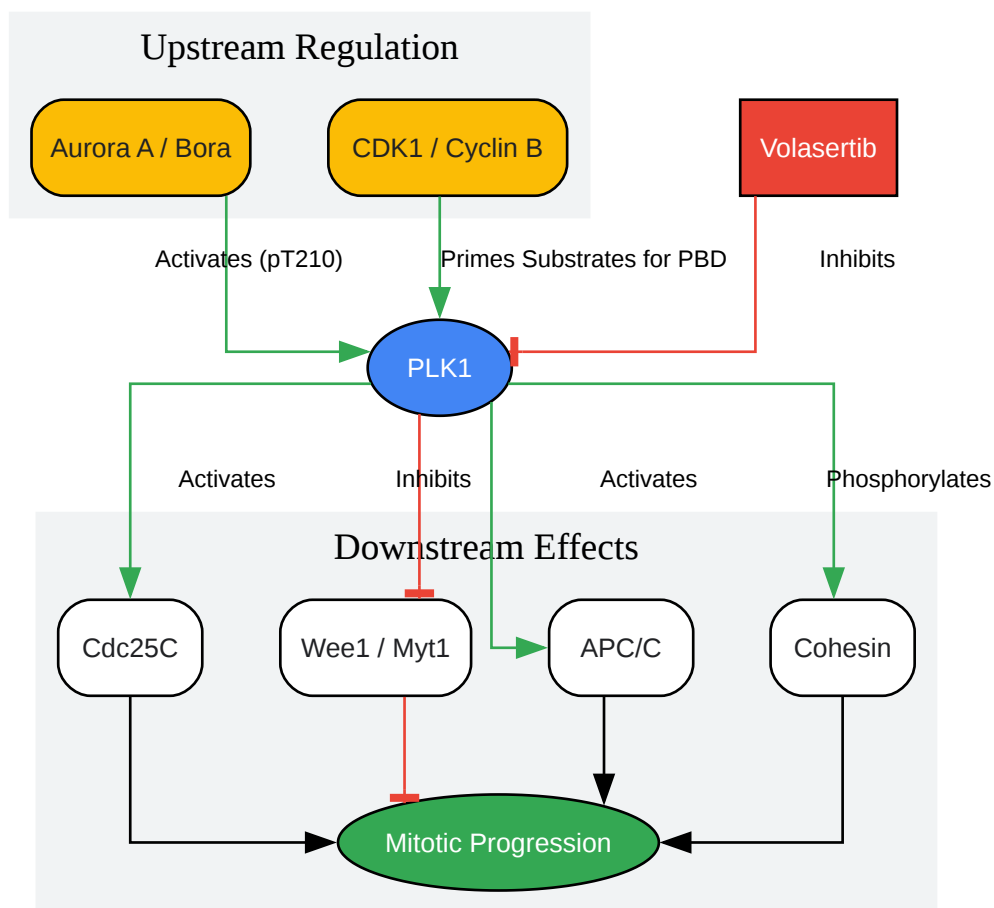 Upstream Regulation
Aurora A / Bora
CDK1 / Cyclin B
Volasertib
Activates (pT210)
Primes Substrates for PBD
Inhibits
PLK1
Activates
Inhibits
Activates
Phosphorylates
Downstream Effects
Cdc25C
Wee1 / Myt1
APC/C
Cohesin
Mitotic Progression